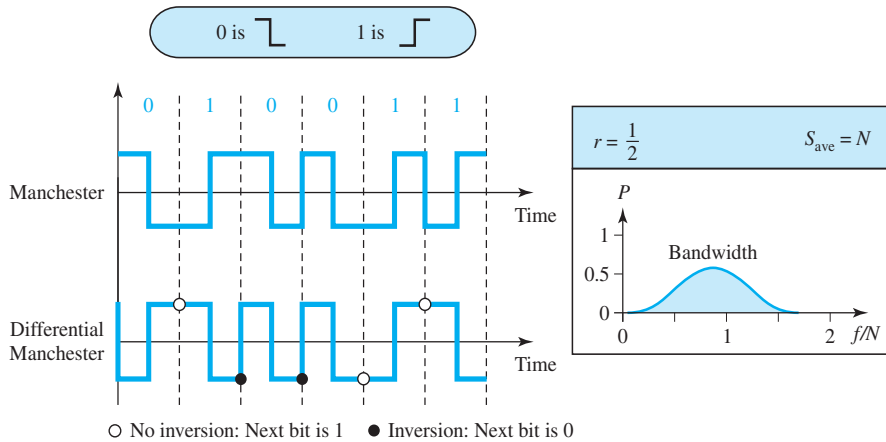 0 is 1 is
0 1 0 0 1 1
Manchester
Time
Differential
Manchester
Time
○ No inversion: Next bit is 1 ● Inversion: Next bit is 0
r = 1/2 S_ave = N
P
1
Bandwidth
0.5
0
0 1 2 f/N